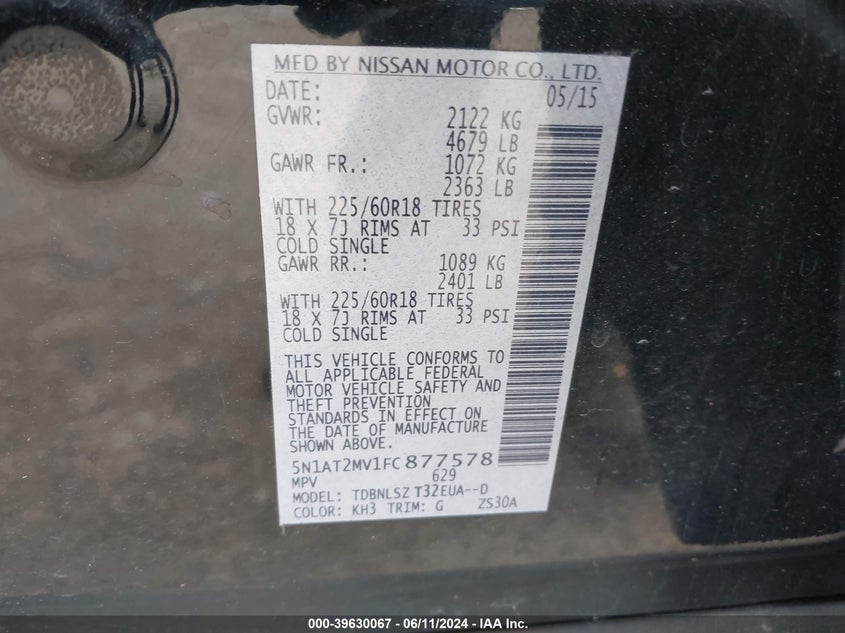 MFD BY NISSAN MOTOR CO., LTD.
DATE: 05/15
GVWR: 2122 KG
4679 LB
GAWR FR.: 1072 KG
2363 LB
WITH 225/60R18 TIRES
18 X 7J RIMS AT 33 PSI
COLD SINGLE
GAWR RR.: 1089 KG
2401 LB
WITH 225/60R18 TIRES
18 X 7J RIMS AT 33 PSI
COLD SINGLE
THIS VEHICLE CONFORMS TO
ALL APPLICABLE FEDERAL
MOTOR VEHICLE SAFETY AND
THEFT PREVENTION
STANDARDS IN EFFECT ON
THE DATE OF MANUFACTURE
SHOWN ABOVE.
5N1AT2MV1FC877578
MPV 629
MODEL: TDBNLSZ T32EUA--D
COLOR: KH3 TRIM: G ZS30A
000-39630067 - 06/11/2024 - IAA Inc.